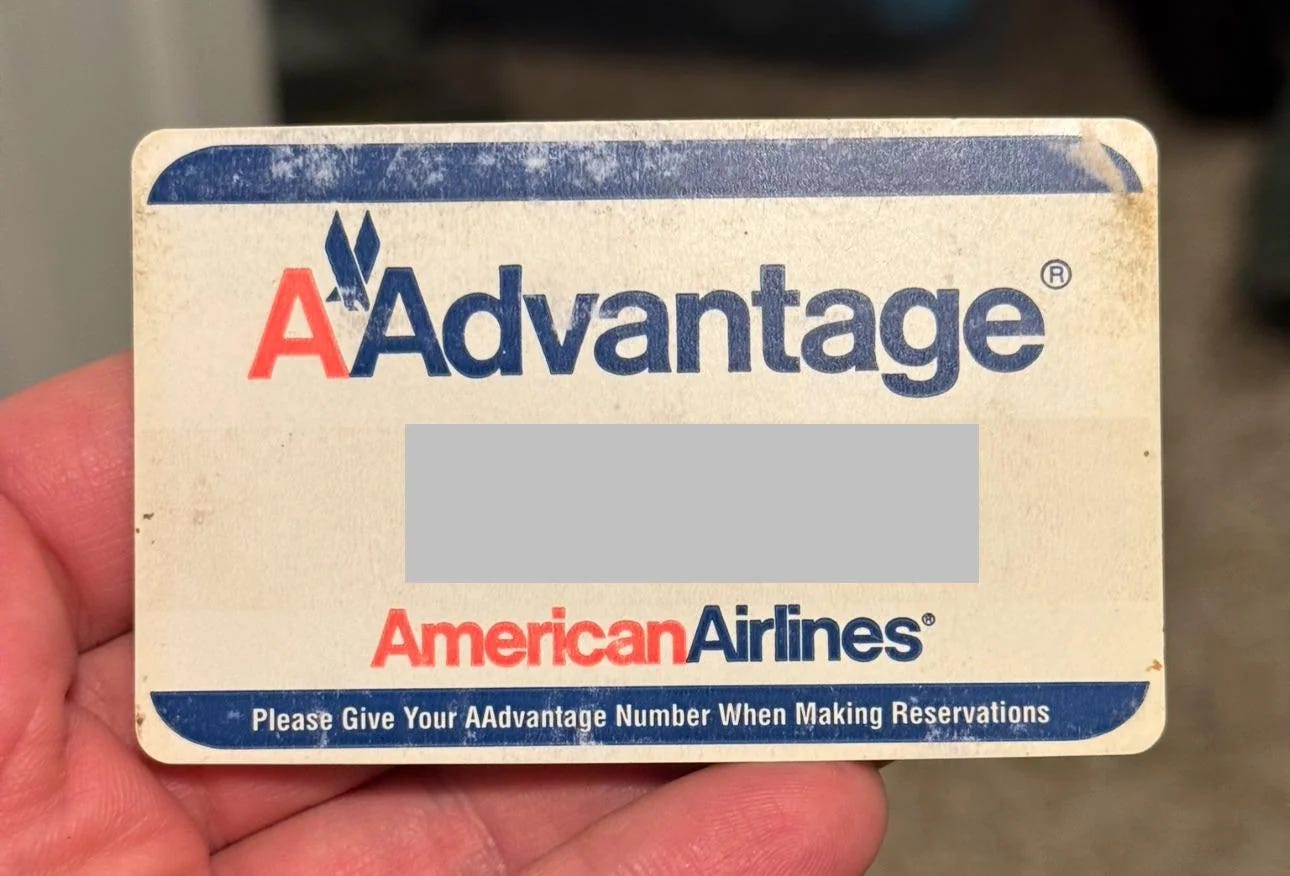 AAdvantage®
AmericanAirlines®
Please Give Your AAdvantage Number When Making Reservations